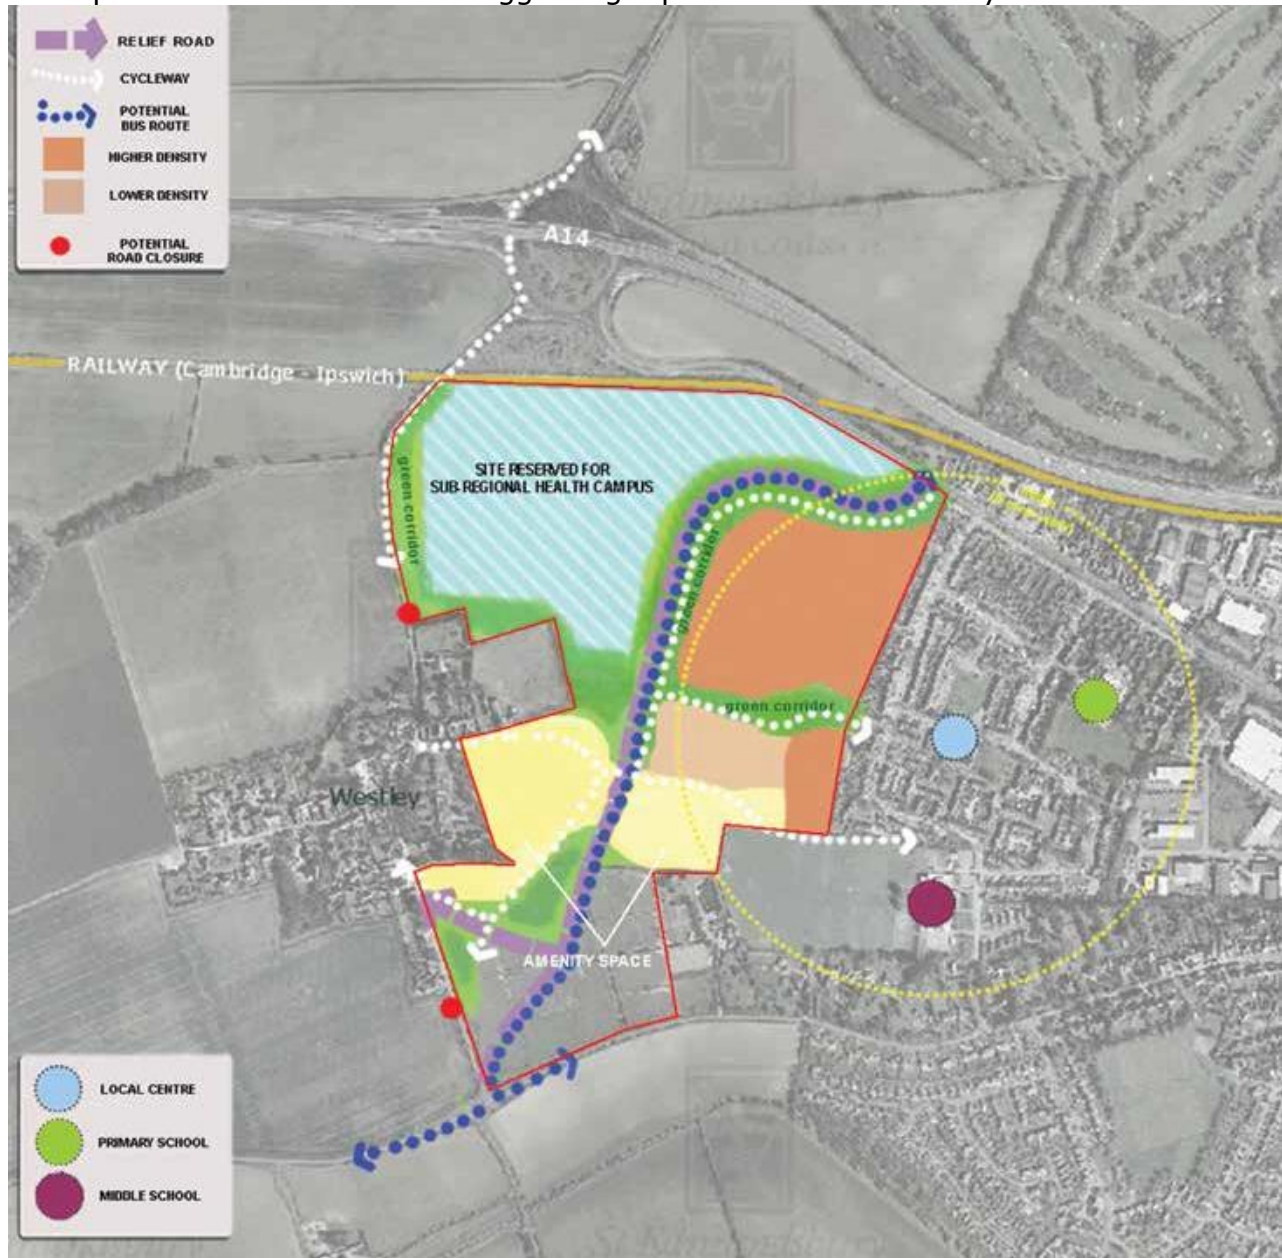 RELIEF ROAD
CYCLEWAY
POTENTIAL
BUS ROUTE
HIGHER DENSITY
LOWER DENSITY
POTENTIAL
ROAD CLOSURE
A14
RAILWAY (Cambridge - Ipswich)
SITE RESERVED FOR
SUB-REGIONAL HEALTH CAMPUS
green corridor
green corridor
green corridor
Westley
AMENITY SPACE
LOCAL CENTRE
PRIMARY SCHOOL
MIDDLE SCHOOL